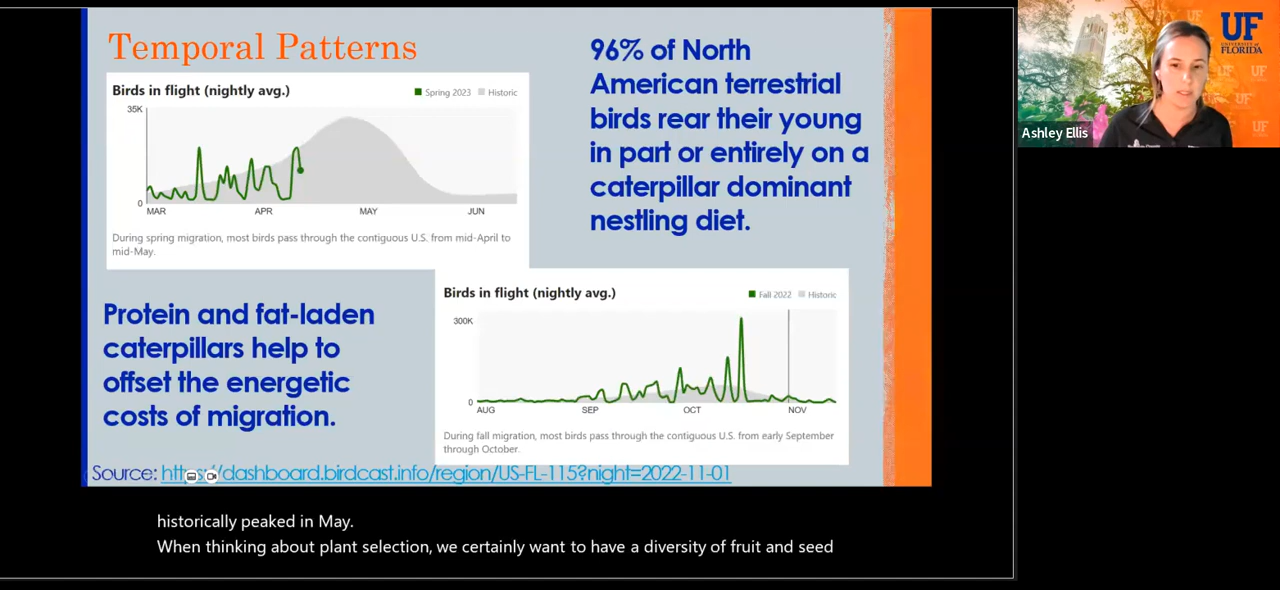 Temporal Patterns
Birds in flight (nightly avg.)
Spring 2023 Historic
35K
0
MAR APR MAY JUN
During spring migration, most birds pass through the contiguous U.S. from mid-April to
mid-May.
96% of North
American terrestrial
birds rear their young
in part or entirely on a
caterpillar dominant
nestling diet.
Protein and fat-laden
caterpillars help to
offset the energetic
costs of migration.
Birds in flight (nightly avg.)
Fall 2022 Historic
300K
0
AUG SEP OCT NOV
During fall migration, most birds pass through the contiguous U.S. from early September
through October.
Source: https://dashboard.birdcast.info/region/US-FL-115?night=2022-11-01
historically peaked in May.
When thinking about plant selection, we certainly want to have a diversity of fruit and seed
UF
UNIVERSITY of
FLORIDA
UF
UF
UF
UF
Ashley Ellis